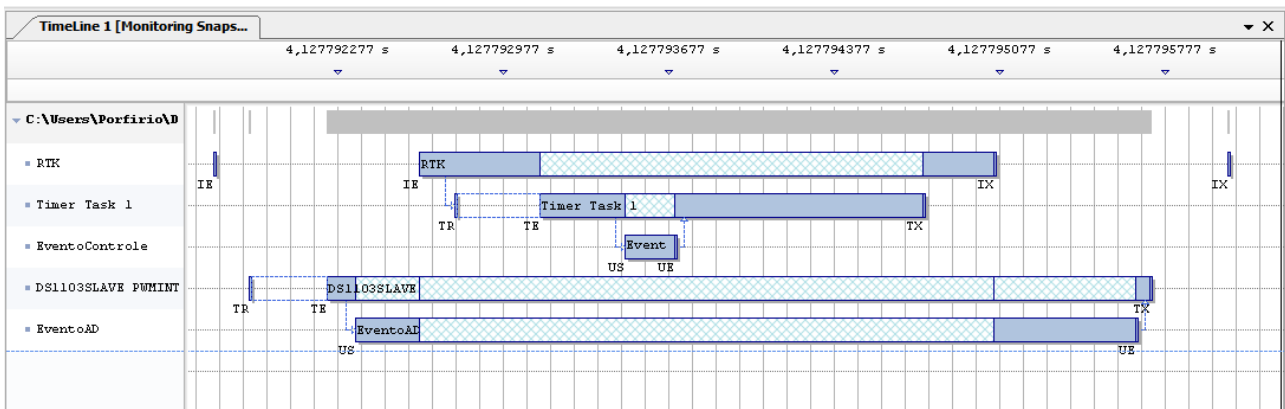 TimeLine 1 [Monitoring Snaps...
4,127792277 s 4,127792977 s 4,127793677 s 4,127794377 s 4,127795077 s 4,127795777 s
C:\Users\Porfirio\D
RTK RTK
IE IE IX IX
Timer Task 1 Timer Task 1
TR TE TX
EventoControle Event
US UE
DS1103SLAVE PWMINT DS1103SLAVE
TR TE TX
EventoAD EventoAD
US UE